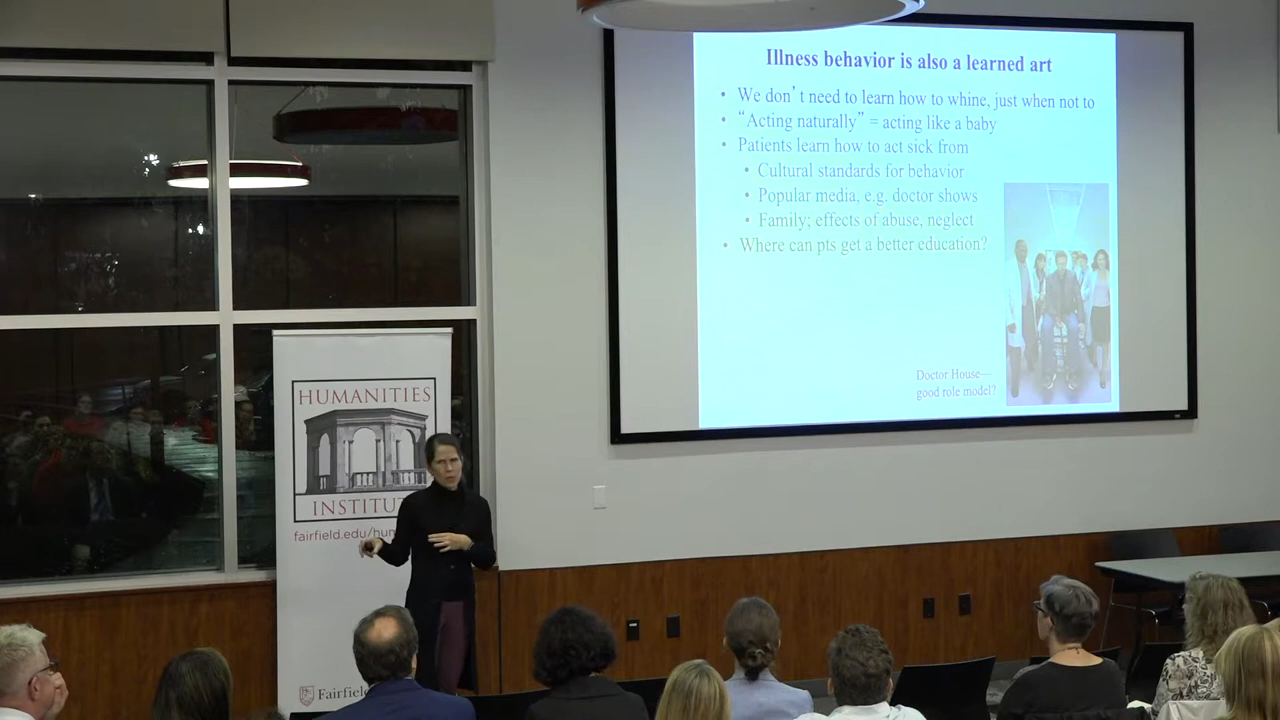 Illness behavior is also a learned art
• We don't need to learn how to whine, just when not to
• “Acting naturally” = acting like a baby
• Patients learn how to act sick from
• Cultural standards for behavior
• Popular media, e.g. doctor shows
• Family; effects of abuse, neglect
• Where can pts get a better education?
Doctor House—
good role model?
HUMANITIES
INSTITU
fairfield.edu/hum
Fairfield